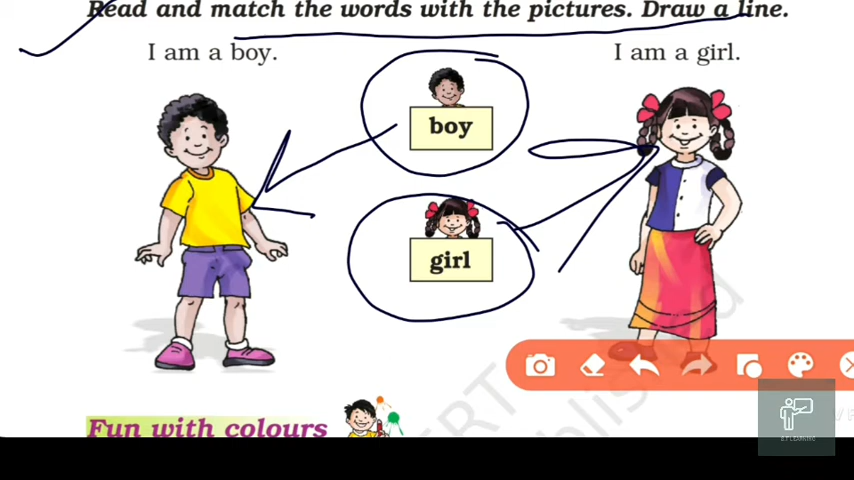 Read and match the words with the pictures. Draw a line.
I am a boy.
I am a girl.
boy
girl
Fun with colours